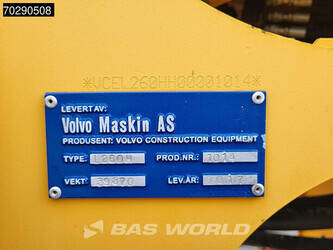 70290508
*VCEL260HH00001014*
LEVERT AV:
Volvo Maskin AS
PRODUSENT: VOLVO CONSTRUCTION EQUIPMENT
TYPE: L260H PROD.NR.: 1014
VEKT: LEV.ÅR:
BAS WORLD